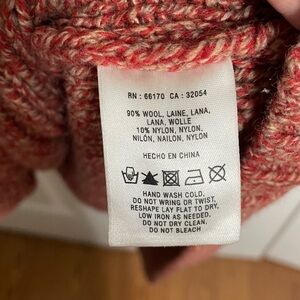 RN : 66170 CA : 32054
90% WOOL, LAINE, LANA,
LANA, WOLLE
10% NYLON, NYLON,
NILÓN, NAILON, NYLON
HECHO EN CHINA
HAND WASH COLD,
DO NOT WRING OR TWIST,
RESHAPE LAY FLAT TO DRY,
LOW IRON AS NEEDED,
DO NOT DRY CLEAN.
DO NOT BLEACH